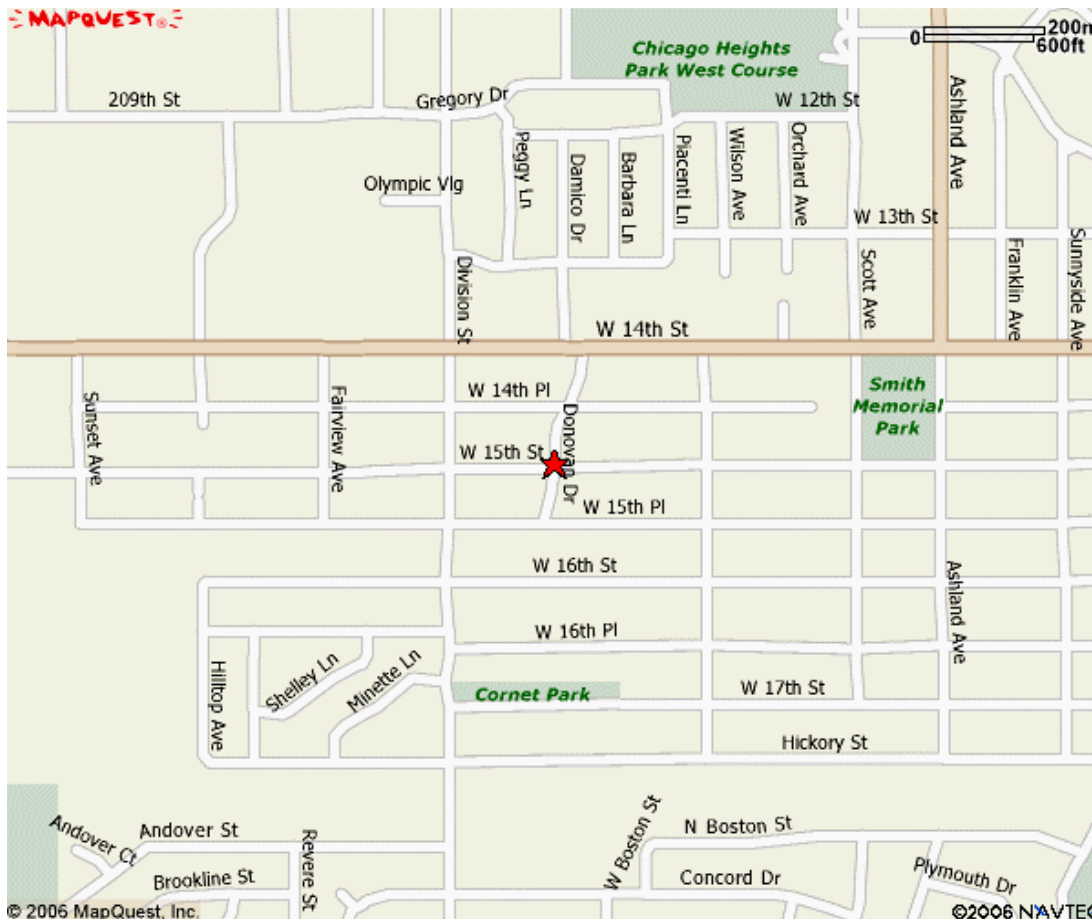 MAPQUEST®
0 200m
600ft
Chicago Heights
Park West Course
209th St
Gregory Dr
W 12th St
Ashland Ave
Peggy Ln
Damico Dr
Barbara Ln
Piacenti Ln
Wilson Ave
Orchard Ave
Olympic Vlg
W 13th St
Division St
Scott Ave
Franklin Ave
Sunnyside Ave
W 14th St
Smith
Memorial
Park
W 14th Pl
Sunset Ave
Fairview Ave
Donovan Dr
W 15th St
W 15th Pl
W 16th St
Ashland Ave
W 16th Pl
Hilltop Ave
Shelley Ln
Minette Ln
Cornet Park
W 17th St
Hickory St
Andover Ct
Andover St
Revere St
W Boston St
N Boston St
Brookline St
Concord Dr
Plymouth Dr
© 2006 MapQuest, Inc.
©2006 NAVTEQ